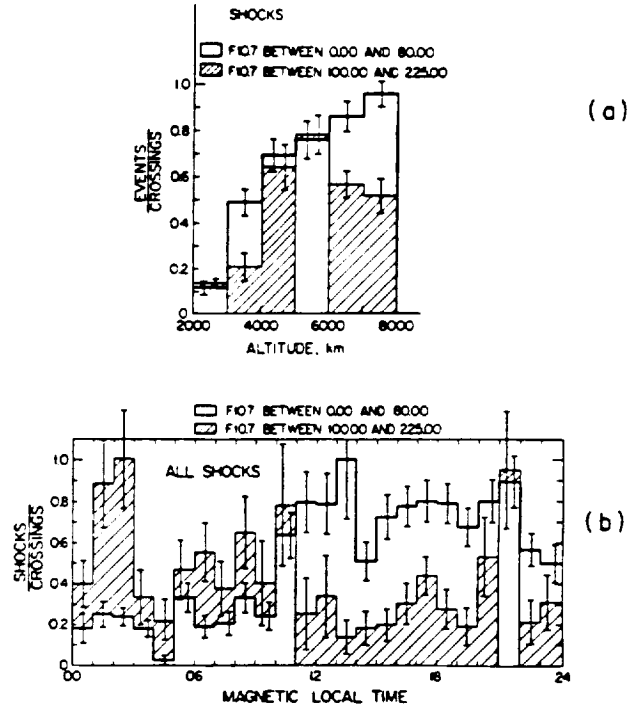 SHOCKS
F10.7 BETWEEN 0.00 AND 80.00
F10.7 BETWEEN 100.00 AND 225.00
(a)
EVENTS
CROSSINGS
1.0
0.8
0.6
0.4
0.2
0
2000 4000 6000 8000
ALTITUDE, km
F10.7 BETWEEN 0.00 AND 80.00
F10.7 BETWEEN 100.00 AND 225.00
ALL SHOCKS
(b)
SHOCKS
CROSSINGS
1.0
0.8
0.6
0.4
0.2
0
00 06 12 18 24
MAGNETIC LOCAL TIME